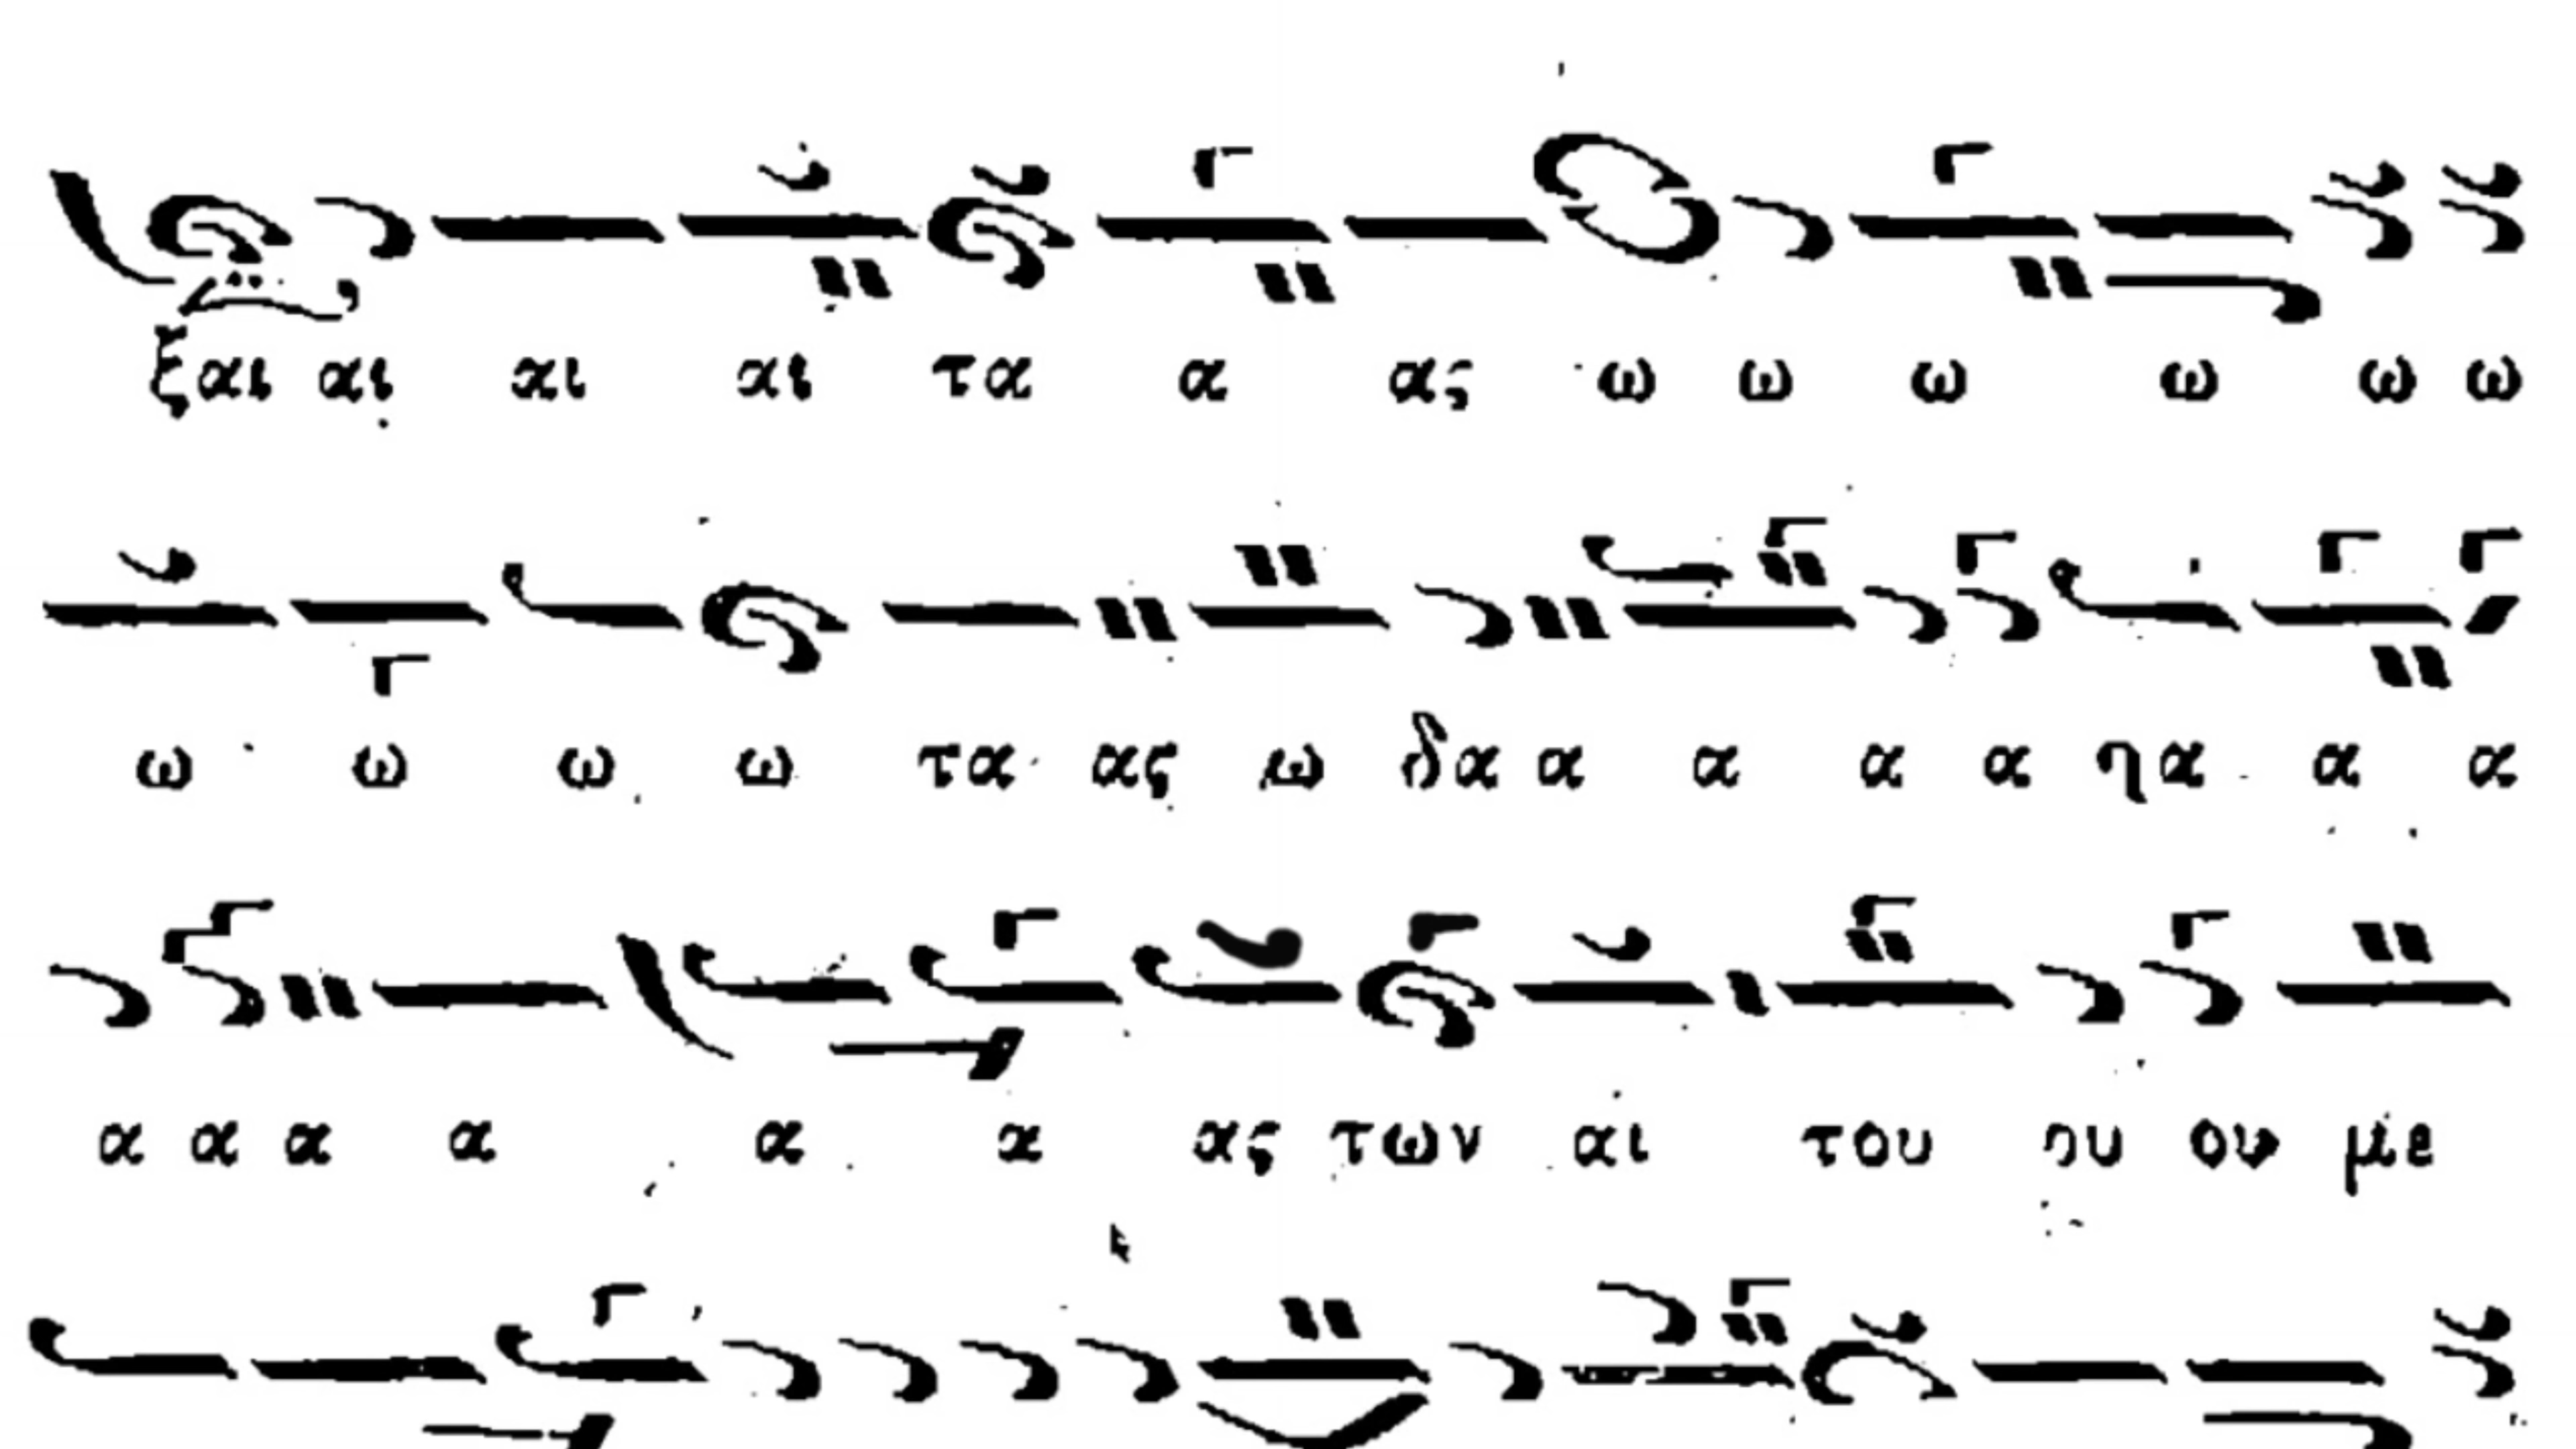 ξαι αι αι αι τα α ας ω ω ω ω ω ω
ω ω ω ω τα ας ω δα α α α α ηα α α
α α α α α α ας των αι του ου ου με